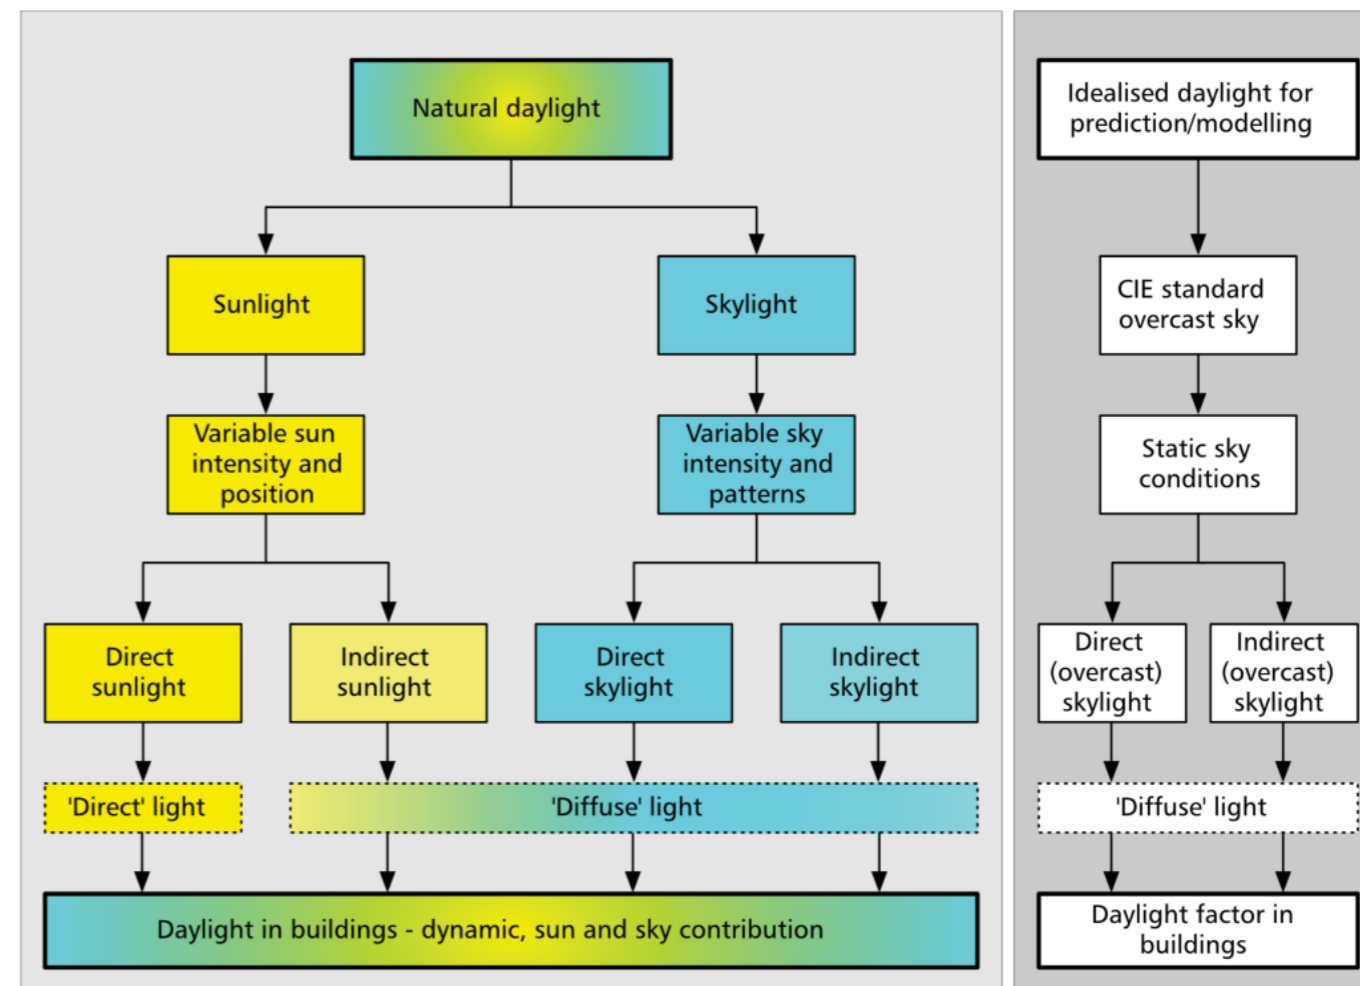 Natural daylight
Idealised daylight for
prediction/modelling
Sunlight
Skylight
CIE standard
overcast sky
Variable sun
intensity and
position
Variable sky
intensity and
patterns
Static sky
conditions
Direct
sunlight
Indirect
sunlight
Direct
skylight
Indirect
skylight
Direct
(overcast)
skylight
Indirect
(overcast)
skylight
'Direct' light
'Diffuse' light
'Diffuse' light
Daylight in buildings - dynamic, sun and sky contribution
Daylight factor in
buildings